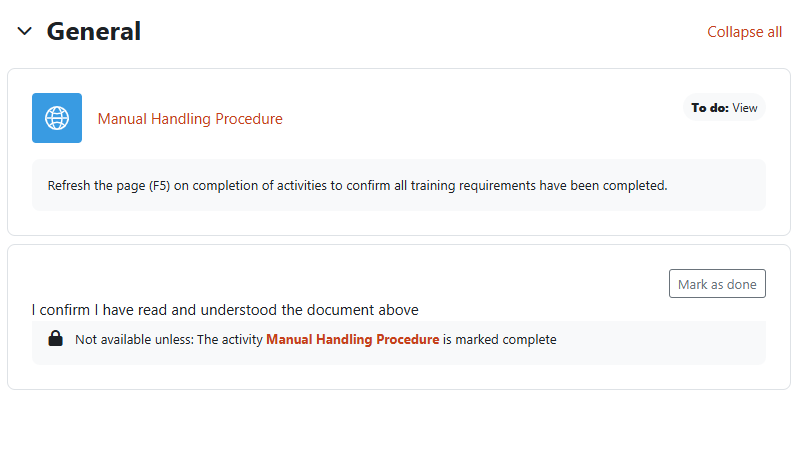 General
Collapse all
Manual Handling Procedure
To do: View
Refresh the page (F5) on completion of activities to confirm all training requirements have been completed.
Mark as done
I confirm I have read and understood the document above
Not available unless: The activity Manual Handling Procedure is marked complete